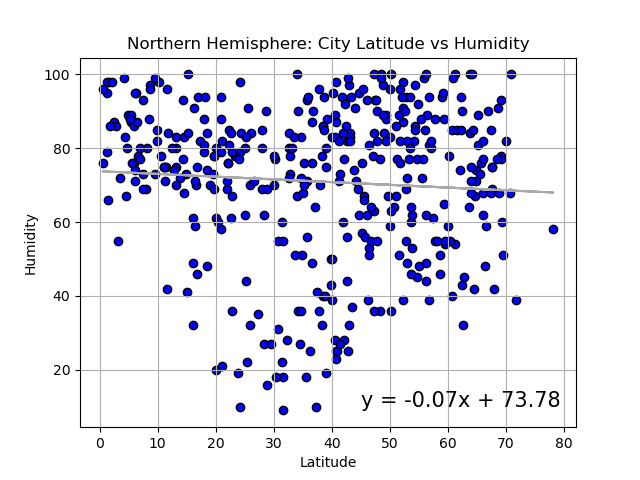 Northern Hemisphere: City Latitude vs Humidity
100
80
60
40
20
Humidity
y = -0.07x + 73.78
0 10 20 30 40 50 60 70 80
Latitude